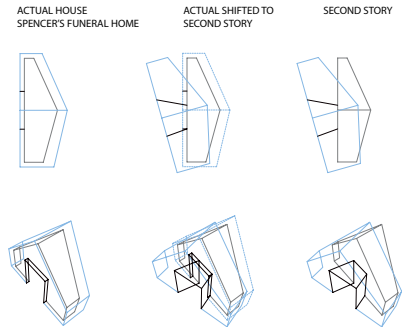 ACTUAL HOUSE
SPENCER'S FUNERAL HOME
ACTUAL SHIFTED TO
SECOND STORY
SECOND STORY